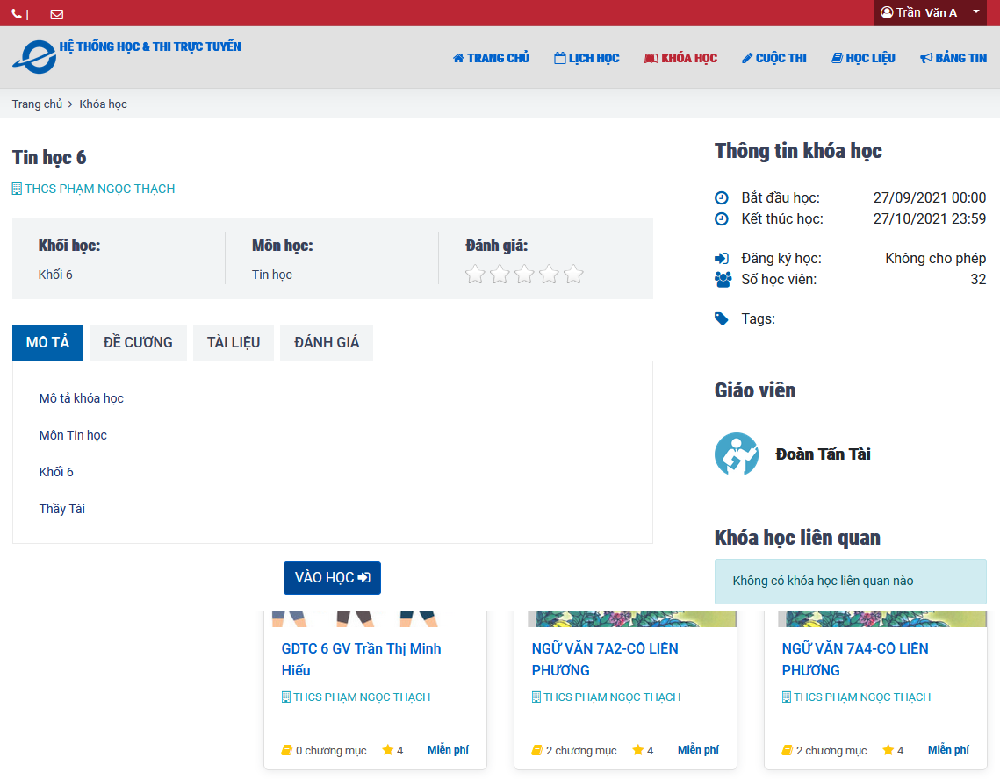 |
Trần Văn A
HỆ THỐNG HỌC & THI TRỰC TUYẾN
TRANG CHỦ
LỊCH HỌC
KHÓA HỌC
CUỘC THI
HỌC LIỆU
BẢNG TIN
Trang chủ > Khóa học
Tin học 6
THCS PHẠM NGỌC THẠCH
Khối học:
Khối 6
Môn học:
Tin học
Đánh giá:
MÔ TẢ
ĐỀ CƯƠNG
TÀI LIỆU
ĐÁNH GIÁ
Mô tả khóa học
Môn Tin học
Khối 6
Thầy Tài
VÀO HỌC
Thông tin khóa học
Bắt đầu học: 27/09/2021 00:00
Kết thúc học: 27/10/2021 23:59
Đăng ký học: Không cho phép
Số học viên: 32
Tags:
Giáo viên
Đoàn Tấn Tài
Khóa học liên quan
Không có khóa học liên quan nào
GDTC 6 GV Trần Thị Minh
Hiếu
THCS PHẠM NGỌC THẠCH
0 chương mục 4 Miễn phí
NGỮ VĂN 7A2-CÔ LIÊN
PHƯƠNG
THCS PHẠM NGỌC THẠCH
2 chương mục 4 Miễn phí
NGỮ VĂN 7A4-CÔ LIÊN
PHƯƠNG
THCS PHẠM NGỌC THẠCH
2 chương mục 4 Miễn phí